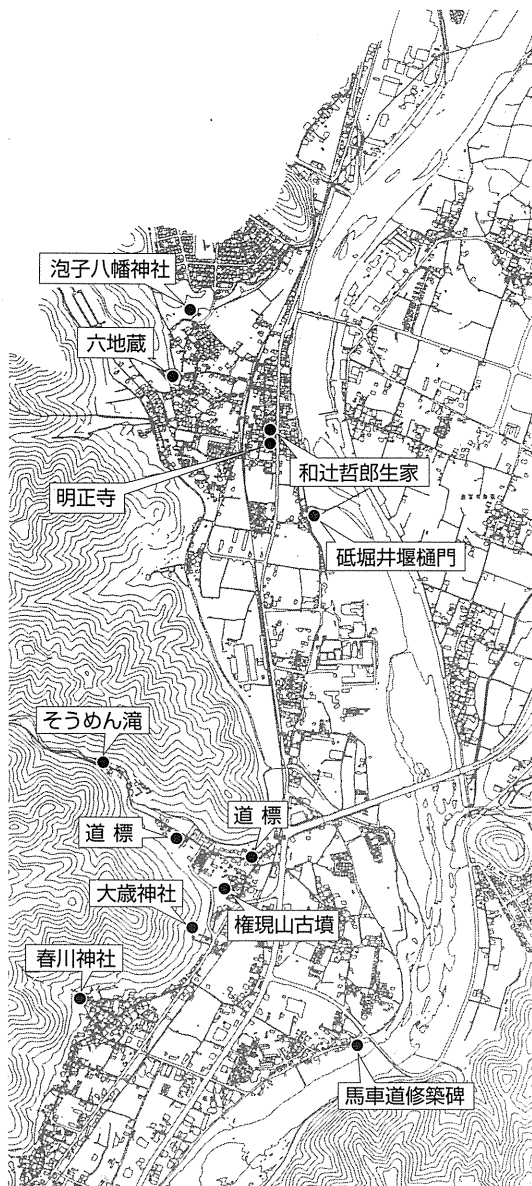 泡子八幡神社
六地蔵
和辻哲郎生家
明正寺
砥堀井堰樋門
そうめん滝
道標
道標
大歳神社
権現山古墳
春川神社
馬車道修築碑